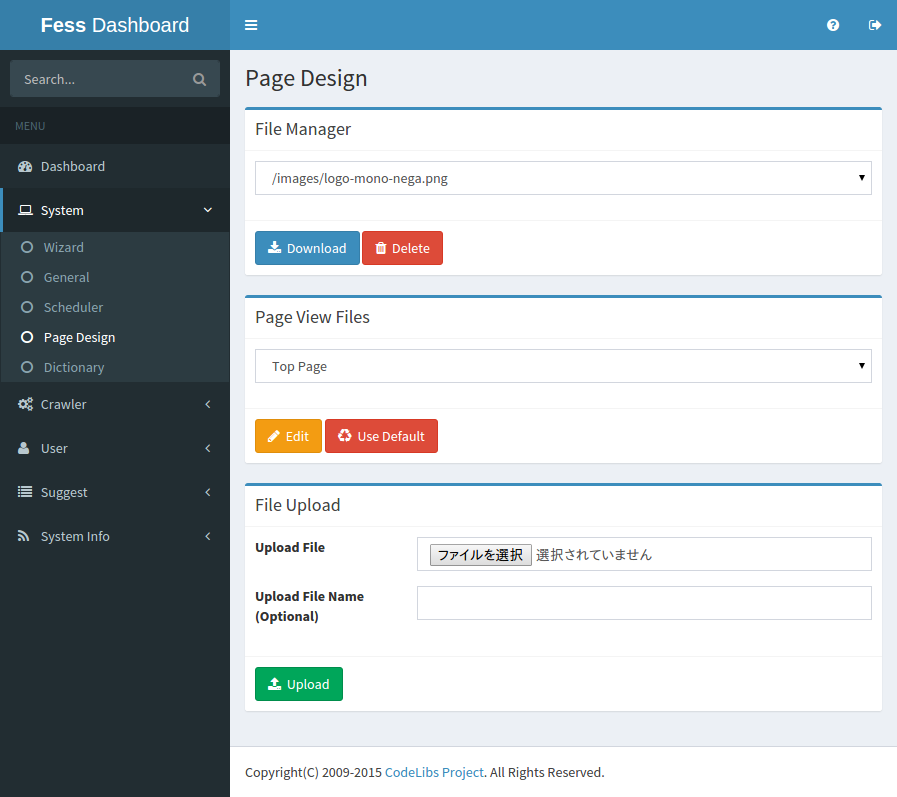 Fess Dashboard
Search...
MENU
Dashboard
System
Wizard
General
Scheduler
Page Design
Dictionary
Crawler
User
Suggest
System Info
Page Design
File Manager
/images/logo-mono-nega.png
Download Delete
Page View Files
Top Page
Edit Use Default
File Upload
Upload File ファイルを選択 選択されていません
Upload File Name
(Optional)
Upload
Copyright(C) 2009-2015 CodeLibs Project. All Rights Reserved.